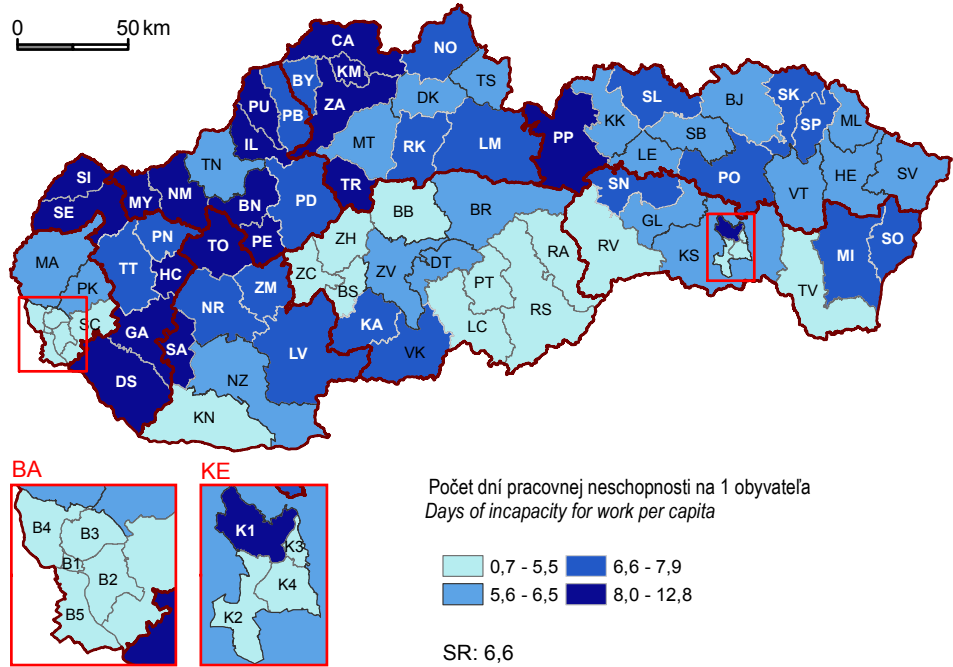 0 50 km
CA
NO
KM
BY
TS
PU
ZA
DK
SL
BJ
SK
PB
PP
KK
SP
ML
IL
MT
RK
LM
SB
LE
TN
SI
TR
SN
PO
VT
HE
SV
MY
NM
BN
PD
SE
BB
BR
GL
PN
TO
PE
ZH
RA
RV
MA
KS
SO
TT
HC
ZC
ZV
DT
MI
PK
NR
ZM
BS
PT
TV
SC
GA
KA
RS
SA
LV
LC
VK
DS
NZ
KN
BA
KE
B4
B3
B1
B2
B5
K1
K3
K4
K2
Počet dní pracovnej neschopnosti na 1 obyvateľa
Days of incapacity for work per capita
0,7 - 5,5
6,6 - 7,9
5,6 - 6,5
8,0 - 12,8
SR: 6,6